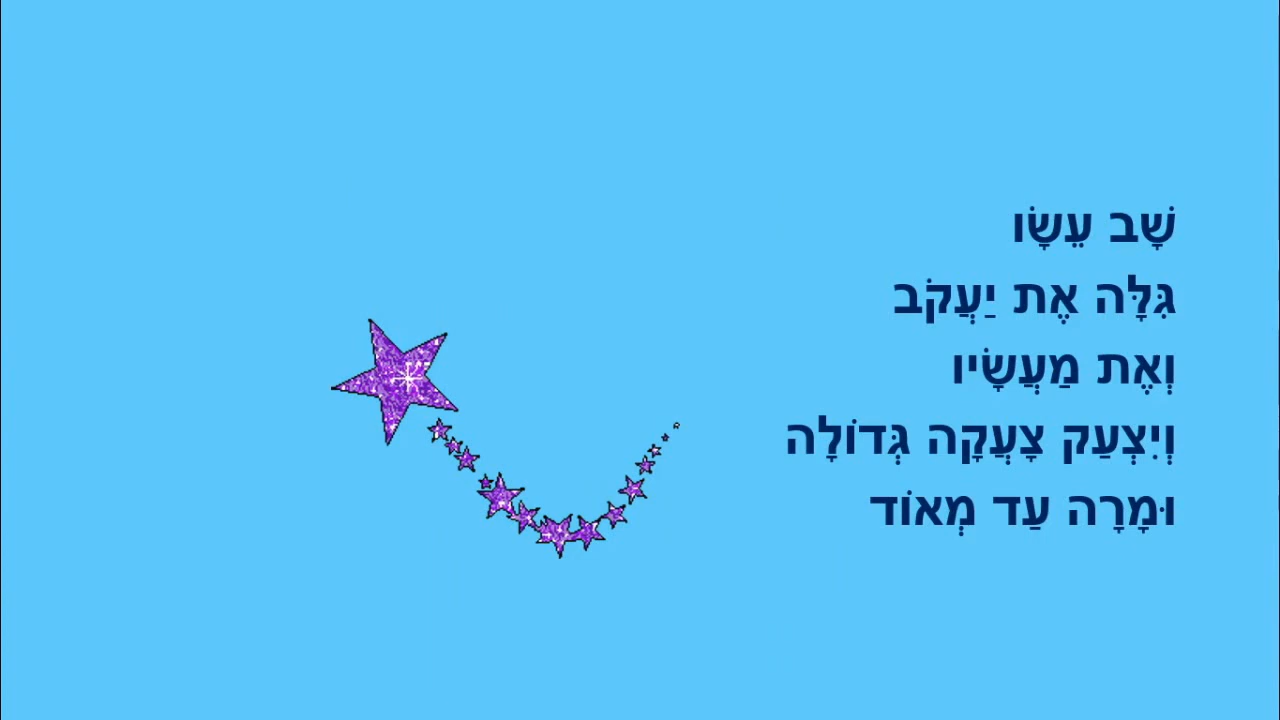 שָׁב עֵשָׂו
גִּלָּה אֶת יַעֲקֹב
וְאֶת מַעֲשָׂיו
וְיִצְעַק צָעֲקָה גְּדוֹלָה
וּמָרָה עַד מְאוֹד